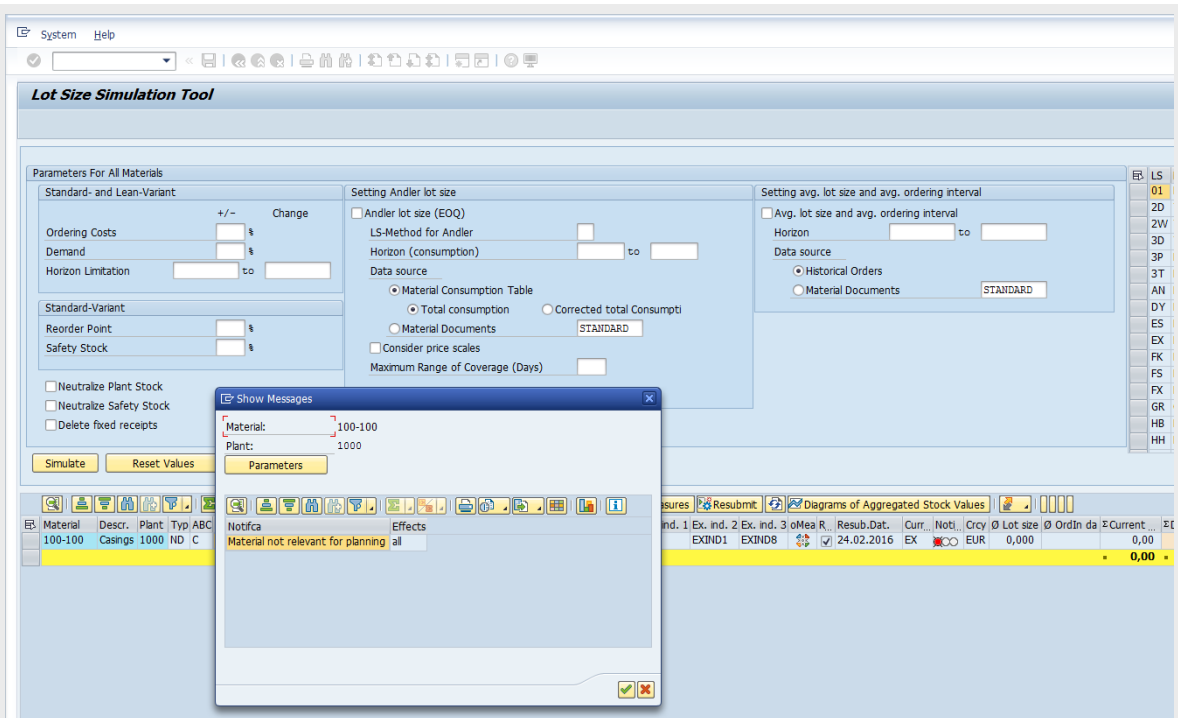 System Help
Lot Size Simulation Tool
Parameters For All Materials
Standard- and Lean-Variant
+/- Change
Ordering Costs %
Demand %
Horizon Limitation to
Standard-Variant
Reorder Point %
Safety Stock %
Neutralize Plant Stock
Neutralize Safety Stock
Delete fixed receipts
Simulate Reset Values
Setting Andler lot size
Andler lot size (EOQ)
LS-Method for Andler
Horizon (consumption) to
Data source
Material Consumption Table
Total consumption Corrected total Consumpti
Material Documents STANDARD
Consider price scales
Maximum Range of Coverage (Days)
Setting avg. lot size and avg. ordering interval
Avg. lot size and avg. ordering interval
Horizon to
Data source
Historical Orders
Material Documents STANDARD
LS
01
2D
2W
3D
3P
3T
AN
DY
ES
EX
FK
FS
FX
GR
HB
HH
Show Messages
Material: 100-100
Plant: 1000
Parameters
Notifca Effects
Material not relevant for planning all
asures Resubmit Diagrams of Aggregated Stock Values
Material Descr. Plant Typ ABC ind. 1 Ex. ind. 2 Ex. ind. 3 oMea R.. Resub.Dat. Curr.. Noti.. Crcy Ø Lot size Ø OrdIn da ΣCurrent ... ΣD
100-100 Casings 1000 ND C EXIND1 EXIND8 24.02.2016 EX EUR 0,000 0,00
0,00